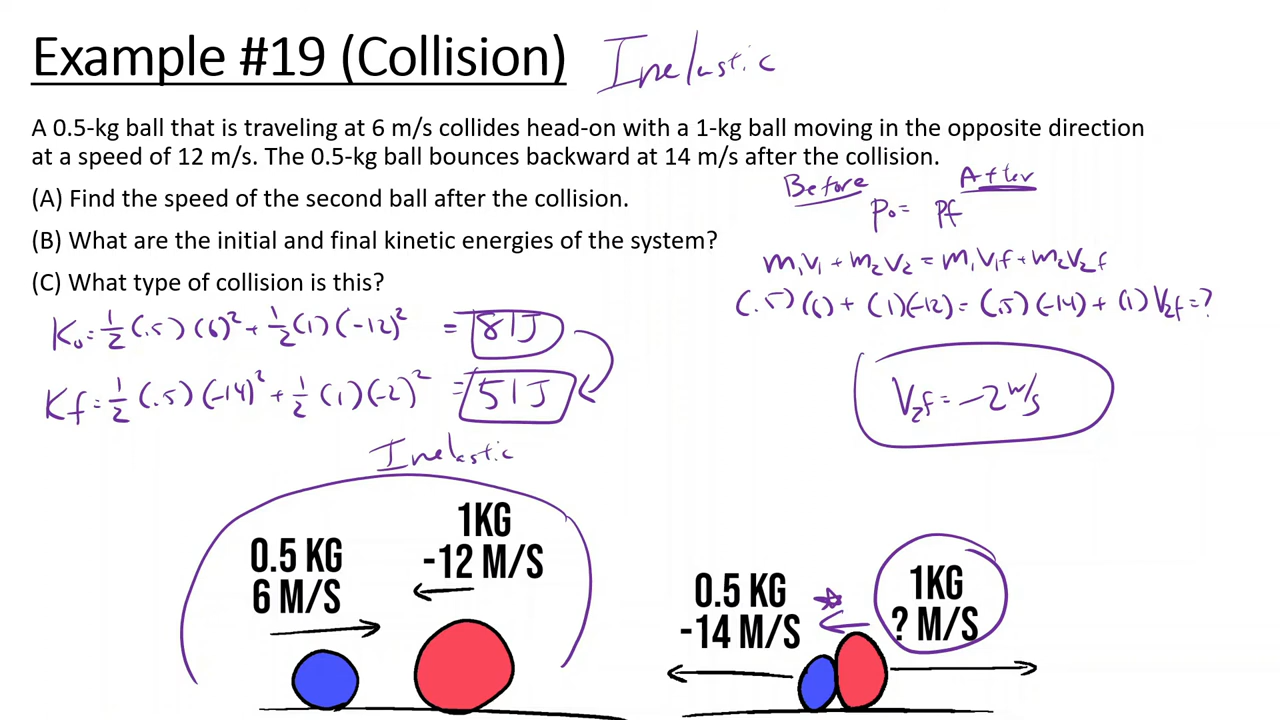 Example #19 (Collision) Inelastic
A 0.5-kg ball that is traveling at 6 m/s collides head-on with a 1-kg ball moving in the opposite direction
at a speed of 12 m/s. The 0.5-kg ball bounces backward at 14 m/s after the collision.
(A) Find the speed of the second ball after the collision.
(B) What are the initial and final kinetic energies of the system?
(C) What type of collision is this?
Before After
P₀ = Pf
m₁v₁ + m₂v₂ = m₁v₁f + m₂v₂f
(.5)(6) + (1)(-12) = (.5)(-14) + (1)V₂f = ?
V₂f = -2 m/s
K₀ = ½ (.5)(6)² + ½ (1)(-12)² = 81J
Kf = ½ (.5)(-14)² + ½ (1)(-2)² = 51J
Inelastic
0.5 KG
6 M/S
1KG
-12 M/S
0.5 KG
-14 M/S
1KG
? M/S